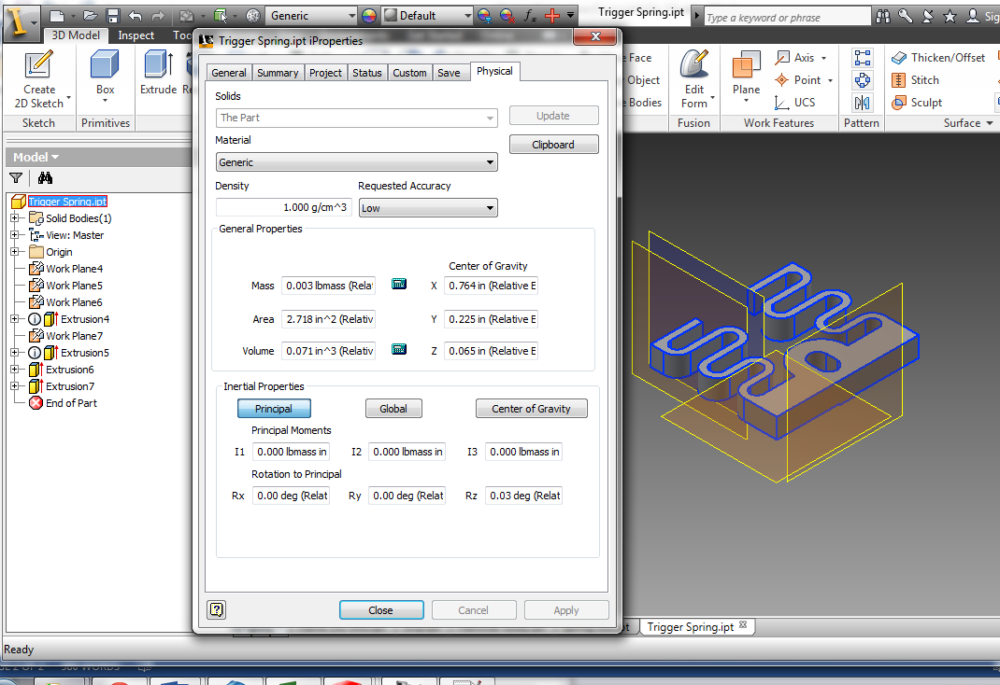 Generic
Default
fx
Trigger Spring.ipt
Type a keyword or phrase
Sig
3D Model
Inspect
Too
Create
2D Sketch
Box
Extrude
Re
e Face
Object
e Bodies
Edit
Form
Plane
Axis
Point
UCS
Thicken/Offset
Stitch
Sculpt
Sketch
Primitives
Fusion
Work Features
Pattern
Surface
Model
Trigger Spring.ipt
Solid Bodies(1)
View: Master
Origin
Work Plane4
Work Plane5
Work Plane6
Extrusion4
Work Plane7
Extrusion5
Extrusion6
Extrusion7
End of Part
Trigger Spring.ipt iProperties
General
Summary
Project
Status
Custom
Save
Physical
Solids
The Part
Update
Material
Clipboard
Generic
Density
Requested Accuracy
1.000 g/cm^3
Low
General Properties
Center of Gravity
Mass
0.003 lbmass (Rela
X
0.764 in (Relative E
Area
2.718 in^2 (Relativ
Y
0.225 in (Relative E
Volume
0.071 in^3 (Relativ
Z
0.065 in (Relative E
Inertial Properties
Principal
Global
Center of Gravity
Principal Moments
I1
0.000 lbmass in
I2
0.000 lbmass in
I3
0.000 lbmass in
Rotation to Principal
Rx
0.00 deg (Relat
Ry
0.00 deg (Relat
Rz
0.03 deg (Relat
?
Close
Cancel
Apply
Trigger Spring.ipt
Ready